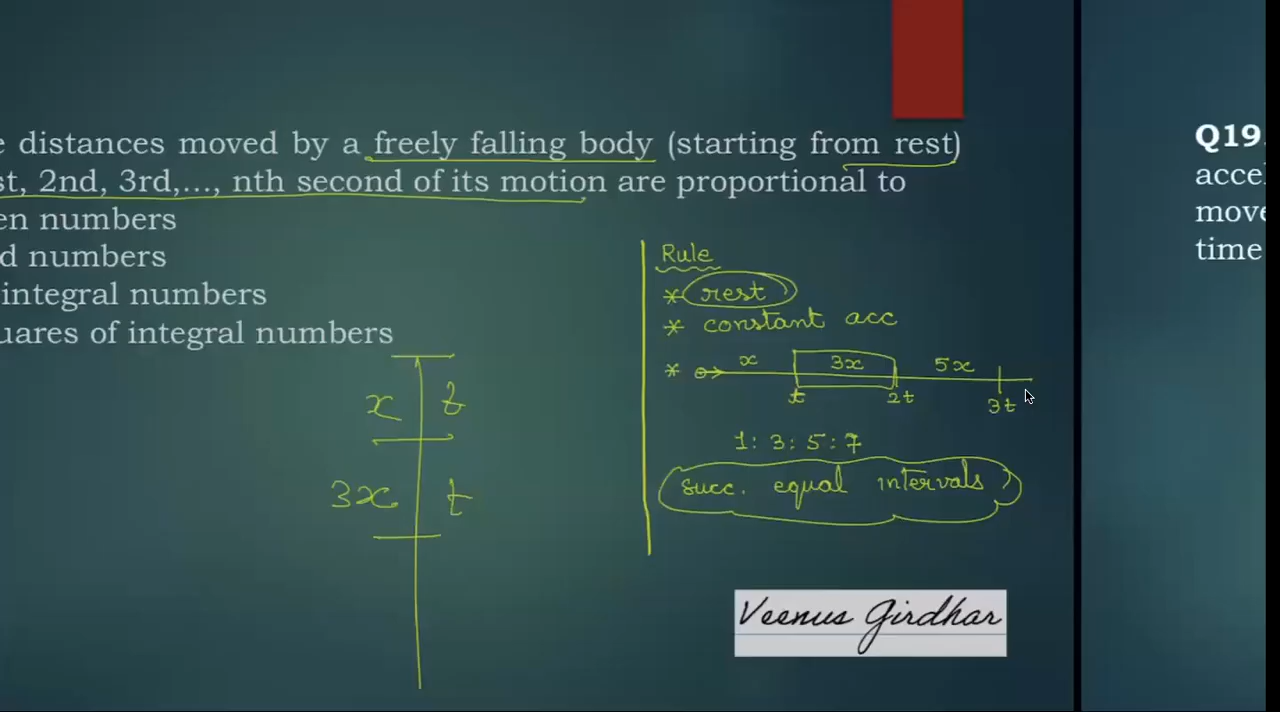 e distances moved by a freely falling body (starting from rest)
st, 2nd, 3rd,..., nth second of its motion are proportional to
en numbers
d numbers
integral numbers
uares of integral numbers
Rule
* rest
* constant acc
* x 3x 5x
t 2t 3t
1 : 3 : 5 : 7
succ. equal intervals
x t
3x t
Veenus Girdhar
Q19.
accel
move
time